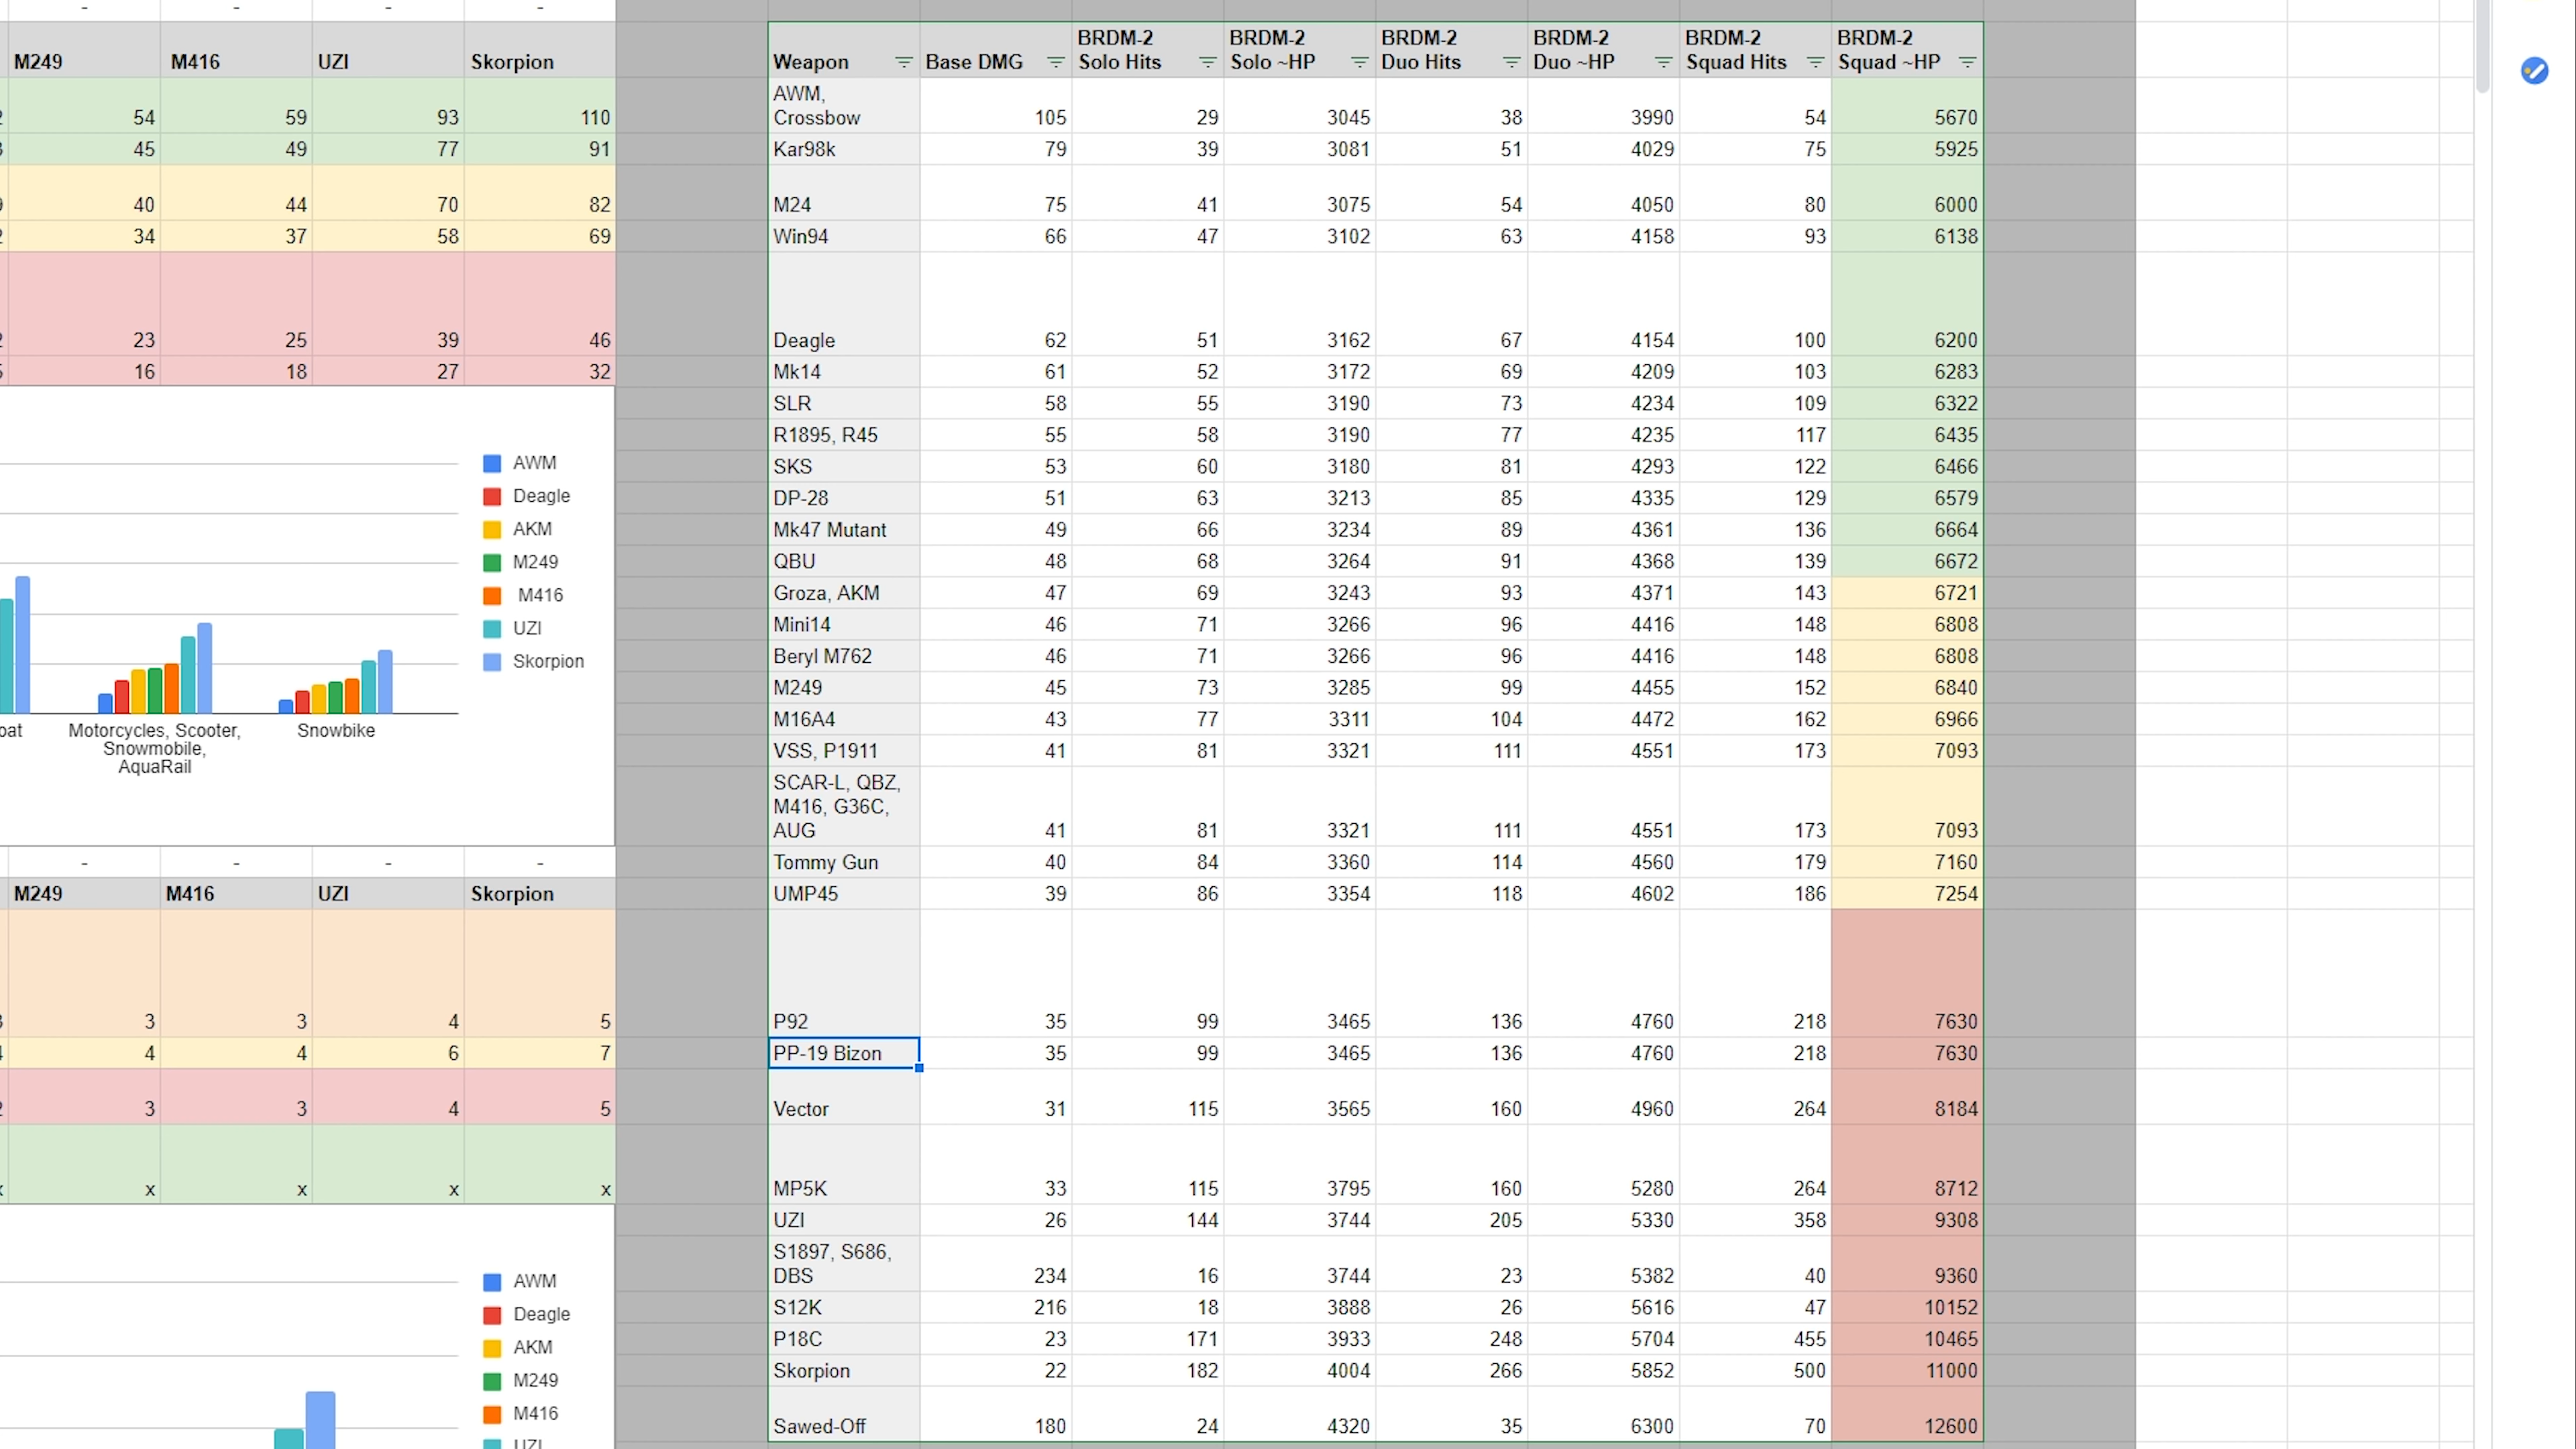 - - - -
M249 M416 UZI Skorpion
54 59 93 110
45 49 77 91
40 44 70 82
34 37 58 69
23 25 39 46
16 18 27 32
AWM
Deagle
AKM
M249
M416
UZI
Skorpion
Motorcycles, Scooter,
Snowmobile,
AquaRail
Snowbike
- - - -
M249 M416 UZI Skorpion
3 3 4 5
4 4 6 7
3 3 4 5
x x x x
AWM
Deagle
AKM
M249
M416
UZI
Weapon Base DMG BRDM-2 Solo Hits BRDM-2 Solo ~HP BRDM-2 Duo Hits BRDM-2 Duo ~HP BRDM-2 Squad Hits BRDM-2 Squad ~HP
AWM,
Crossbow 105 29 3045 38 3990 54 5670
Kar98k 79 39 3081 51 4029 75 5925
M24 75 41 3075 54 4050 80 6000
Win94 66 47 3102 63 4158 93 6138
Deagle 62 51 3162 67 4154 100 6200
Mk14 61 52 3172 69 4209 103 6283
SLR 58 55 3190 73 4234 109 6322
R1895, R45 55 58 3190 77 4235 117 6435
SKS 53 60 3180 81 4293 122 6466
DP-28 51 63 3213 85 4335 129 6579
Mk47 Mutant 49 66 3234 89 4361 136 6664
QBU 48 68 3264 91 4368 139 6672
Groza, AKM 47 69 3243 93 4371 143 6721
Mini14 46 71 3266 96 4416 148 6808
Beryl M762 46 71 3266 96 4416 148 6808
M249 45 73 3285 99 4455 152 6840
M16A4 43 77 3311 104 4472 162 6966
VSS, P1911 41 81 3321 111 4551 173 7093
SCAR-L, QBZ,
M416, G36C,
AUG 41 81 3321 111 4551 173 7093
Tommy Gun 40 84 3360 114 4560 179 7160
UMP45 39 86 3354 118 4602 186 7254
P92 35 99 3465 136 4760 218 7630
PP-19 Bizon 35 99 3465 136 4760 218 7630
Vector 31 115 3565 160 4960 264 8184
MP5K 33 115 3795 160 5280 264 8712
UZI 26 144 3744 205 5330 358 9308
S1897, S686,
DBS 234 16 3744 23 5382 40 9360
S12K 216 18 3888 26 5616 47 10152
P18C 23 171 3933 248 5704 455 10465
Skorpion 22 182 4004 266 5852 500 11000
Sawed-Off 180 24 4320 35 6300 70 12600